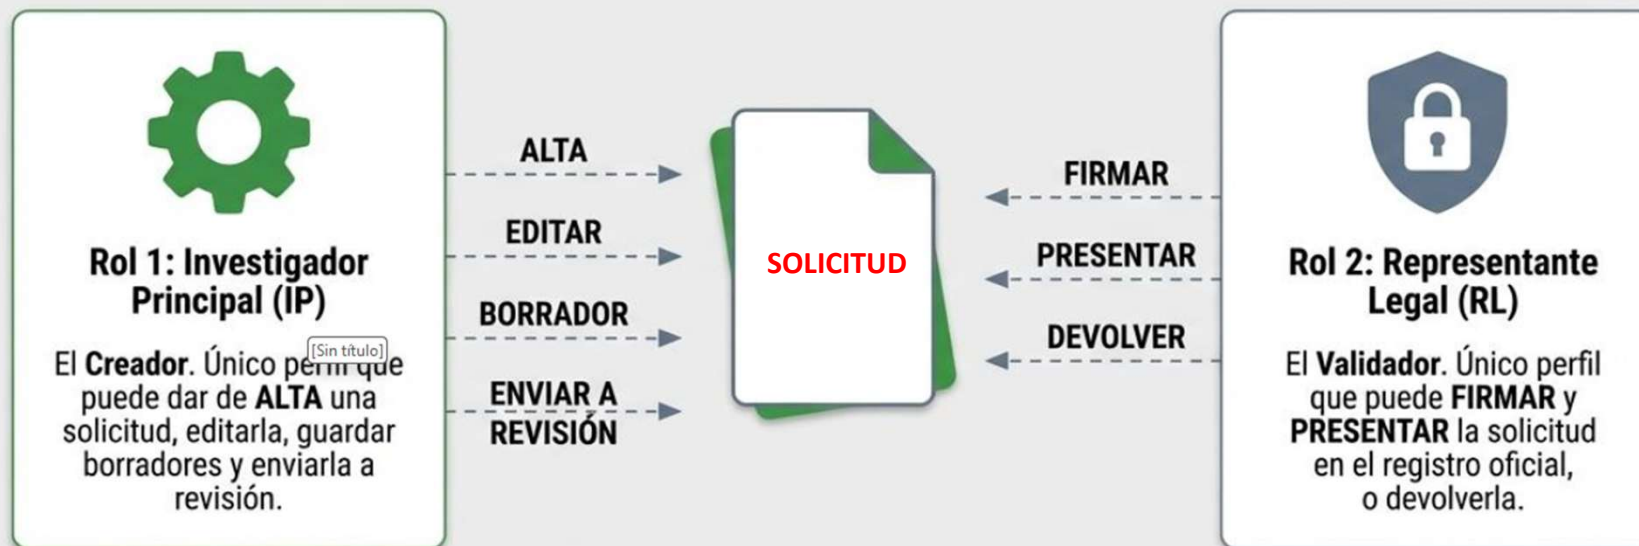 Rol 1: Investigador
Principal (IP)
[Sin título]
El Creador. Único perfil que
puede dar de ALTA una
solicitud, editarla, guardar
borradores y enviarla a
revisión.
ALTA
EDITAR
BORRADOR
ENVIAR A
REVISIÓN
SOLICITUD
FIRMAR
PRESENTAR
DEVOLVER
Rol 2: Representante
Legal (RL)
El Validador. Único perfil
que puede FIRMAR y
PRESENTAR la solicitud
en el registro oficial,
o devolverla.